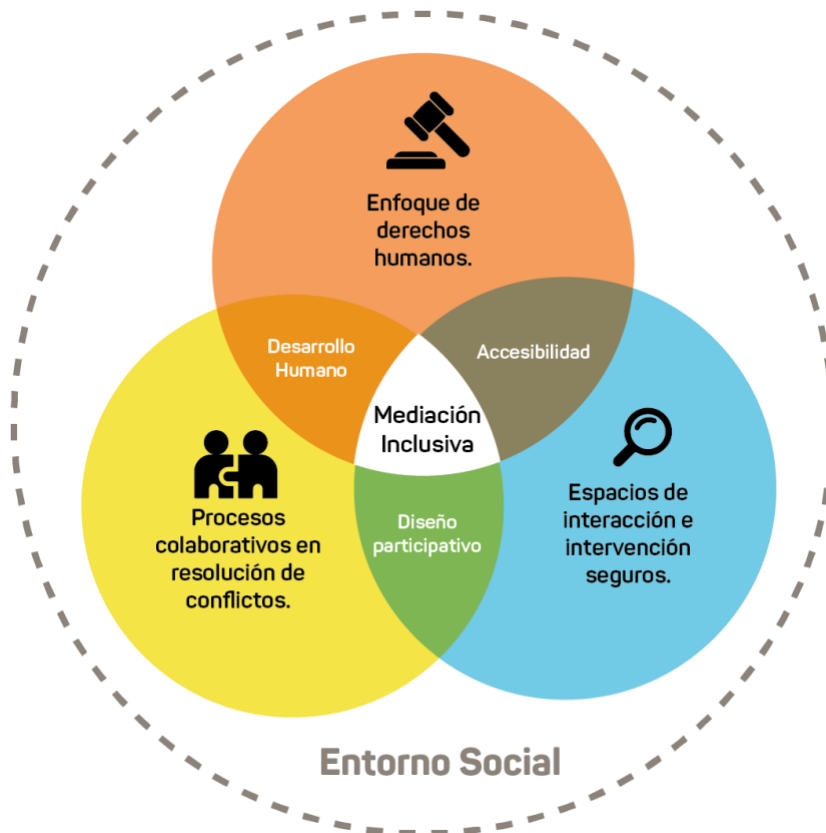 Enfoque de
derechos
humanos.
Desarrollo
Humano
Accesibilidad
Mediación
Inclusiva
Procesos
colaborativos en
resolución de
conflictos.
Diseño
participativo
Espacios de
interacción e
intervención
seguros.
Entorno Social